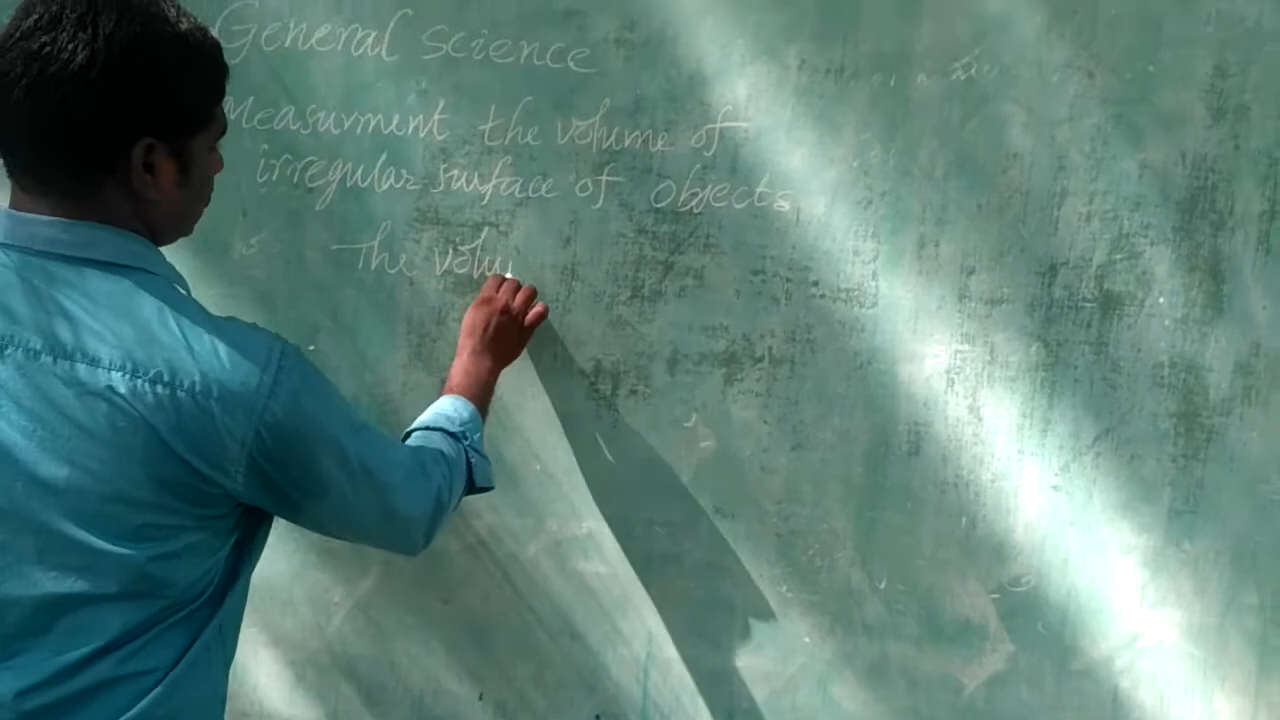 General science
Measurment the volume of
irregular surface of objects
The volu